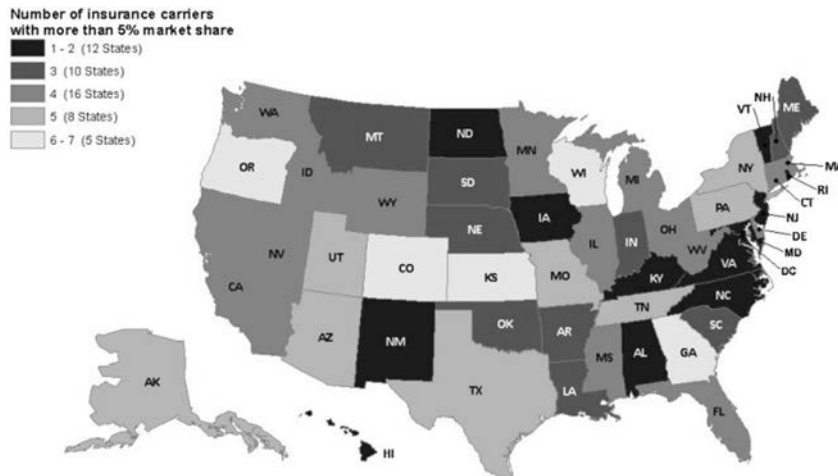 Number of insurance carriers
with more than 5% market share
1 - 2 (12 States)
3 (10 States)
4 (16 States)
5 (8 States)
6 - 7 (5 States)
WA
MT
ND
MN
VT
NH
ME
OR
ID
SD
WI
MI
NY
MA
RI
CT
WY
NE
IA
PA
NJ
NV
UT
CO
KS
MO
IL
IN
OH
WV
VA
DE
MD
DC
CA
KY
NC
AZ
NM
OK
AR
TN
SC
MS
AL
GA
TX
LA
FL
AK
HI